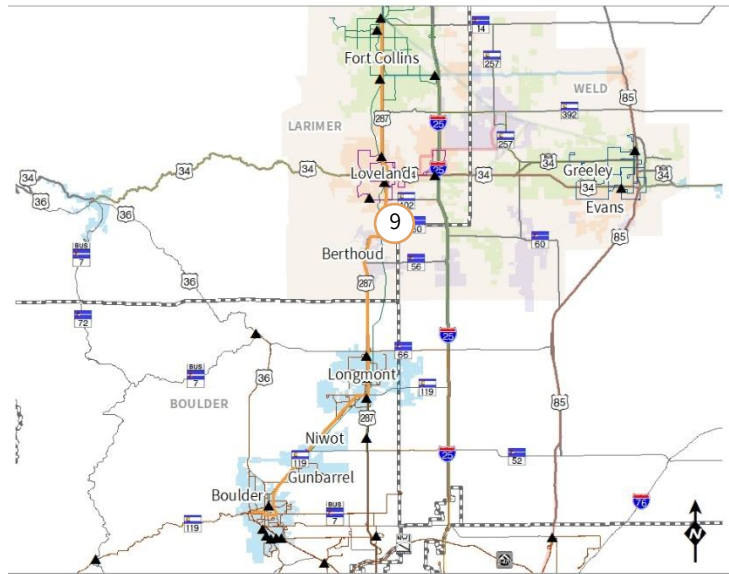 14
Fort Collins
257
WELD
85
392
287
25
LARIMER
257
34
34
34
25
34
Loveland
34
34
Greeley
34
34
36
36
402
Evans
9
60
85
60
Berthoud
56
BUS
7
36
287
72
25
66
Longmont
BUS
7
36
119
85
BOULDER
287
Niwot
119
25
52
Gunbarrel
Boulder
76
BUS
7
119
N